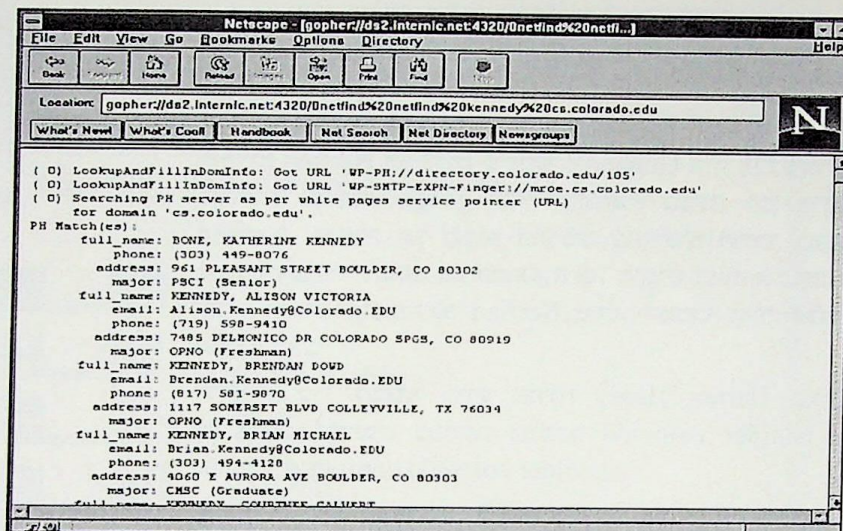 Netscape - [gopher://ds2.internic.net:4320/0netfind%20netfi...]
File Edit View Go Bookmarks Options Directory Help
Back Home Reload Images Open Print Find
Location: gopher://ds2.internic.net:4320/0netfind%20netfind%20kennedy%20cs.colorado.edu
What's New! What's Cool! Handbook Net Search Net Directory Newsgroups
N
( 0) LookupAndFillInDomInfo: Got URL 'WP-PH://directory.colorado.edu/105'
( 0) LookupAndFillInDomInfo: Got URL 'WP-SMTP-EXPN-Finger://mroe.cs.colorado.edu'
( 0) Searching PH server as per white pages service pointer (URL)
for domain 'cs.colorado.edu'.
PH Match(es):
full_name: BONE, KATHERINE KENNEDY
phone: (303) 449-8076
address: 961 PLEASANT STREET BOULDER, CO 80302
major: PSCI (Senior)
full_name: KENNEDY, ALISON VICTORIA
email: Alison.Kennedy@Colorado.EDU
phone: (719) 598-9410
address: 7485 DELMONICO DR COLORADO SPGS, CO 80919
major: OPNO (Freshman)
full_name: KENNEDY, BRENDAN DOWD
email: Brendan.Kennedy@Colorado.EDU
phone: (817) 581-9870
address: 1117 SOMERSET BLVD COLLEYVILLE, TX 76034
major: OPNO (Freshman)
full_name: KENNEDY, BRIAN MICHAEL
email: Brian.Kennedy@Colorado.EDU
phone: (303) 494-4128
address: 4060 E AURORA AVE BOULDER, CO 80303
major: CMSC (Graduate)
full_name: KENNEDY, COURTNEY CALVERT